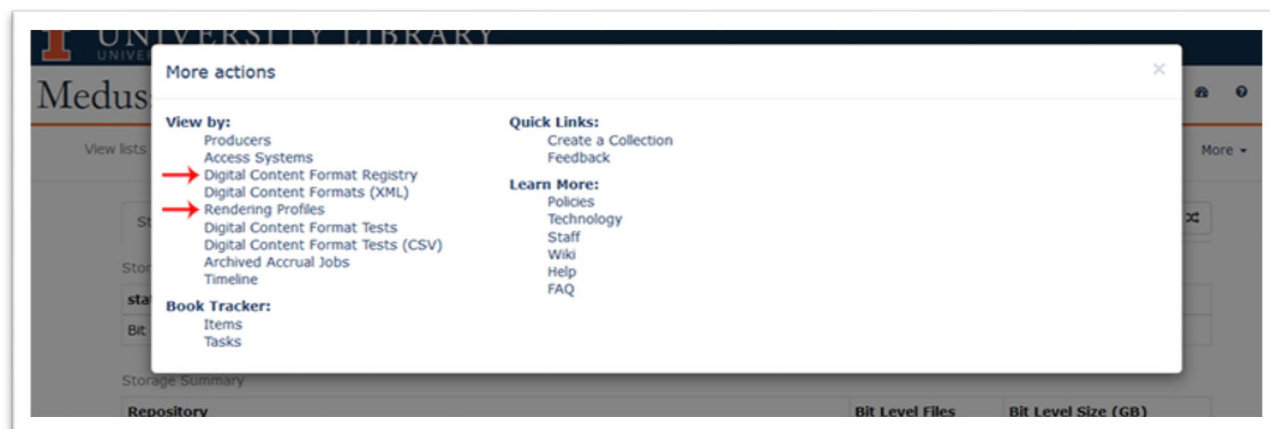 UNIVERSITY LIBRARY
More actions
Medus
View lists
More
View by:
Producers
Access Systems
Digital Content Format Registry
Digital Content Formats (XML)
Rendering Profiles
Digital Content Format Tests
Digital Content Format Tests (CSV)
Archived Accrual Jobs
Timeline
Book Tracker:
Items
Tasks
Quick Links:
Create a Collection
Feedback
Learn More:
Policies
Technology
Staff
Wiki
Help
FAQ
Bit
Storage Summary
Repository Bit Level Files Bit Level Size (GB)